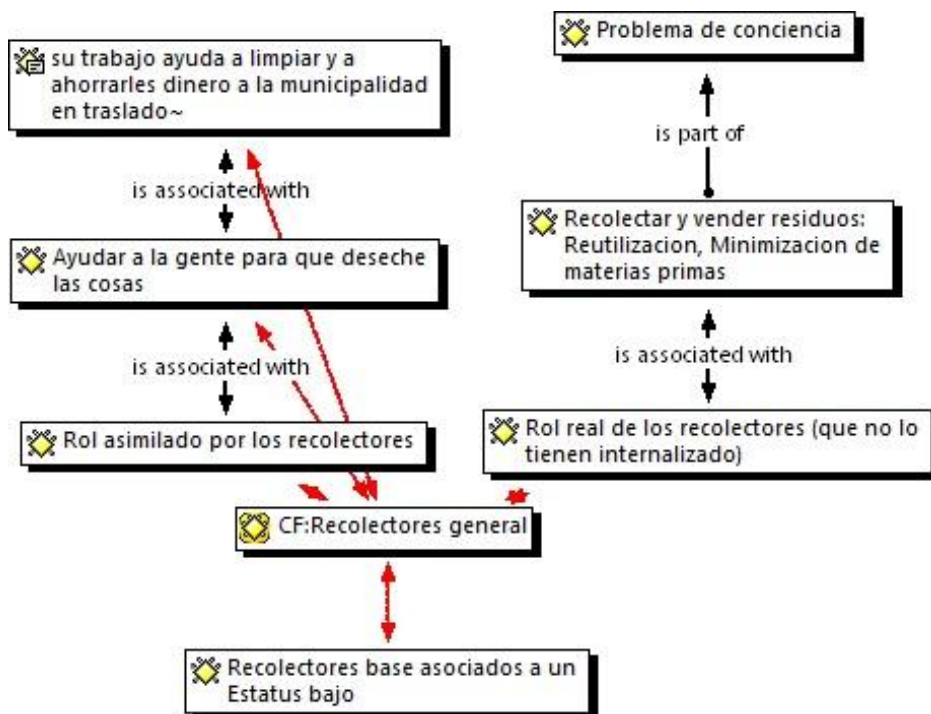 su trabajo ayuda a limpiar y a
ahorrarles dinero a la municipalidad
en traslado~
Problema de conciencia
is part of
is associated with
Recolectar y vender residuos:
Reutilizacion, Minimizacion de
materias primas
Ayudar a la gente para que deseche
las cosas
is associated with
is associated with
Rol asimilado por los recolectores
Rol real de los recolectores (que no lo
tienen internalizado)
CF:Recolectores general
Recolectores base asociados a un
Estatus bajo